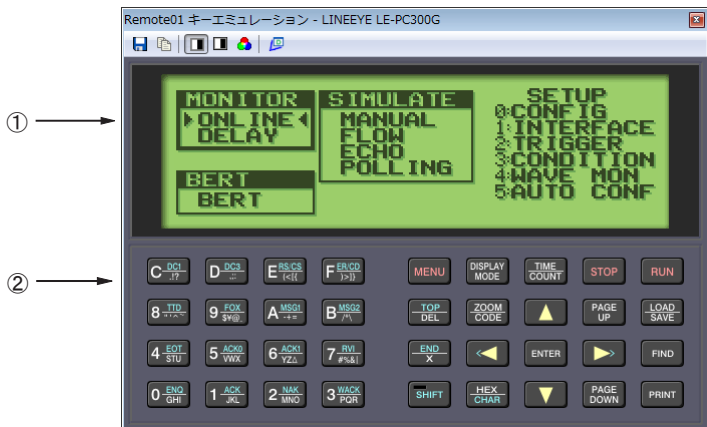 Remote01 キーエミュレーション - LINEEYE LE-PC300G
①
MONITOR
ONLINE
DELAY
BERT
BERT
SIMULATE
MANUAL
FLOW
ECHO
POLLING
SETUP
0:CONFIG
1:INTERFACE
2:TRIGGER
3:CONDITION
4:WAVE MON
5:AUTO CONF
②
C DC1 .!?
D DC3 .:;
E RS/CS (<[{
F ER/CD )>]}
MENU
DISPLAY MODE
TIME COUNT
STOP
RUN
8 TTD "'^~
9 FOX $¥@_
A MSG1 -+=
B MSG2 /*\
TOP DEL
ZOOM CODE
PAGE UP
LOAD SAVE
4 EOT STU
5 ACK0 VWX
6 ACK1 YZ△
7 RVI #%&|
END X
ENTER
FIND
0 ENQ GHI
1 ACK JKL
2 NAK MNO
3 WACK PQR
SHIFT
HEX CHAR
PAGE DOWN
PRINT